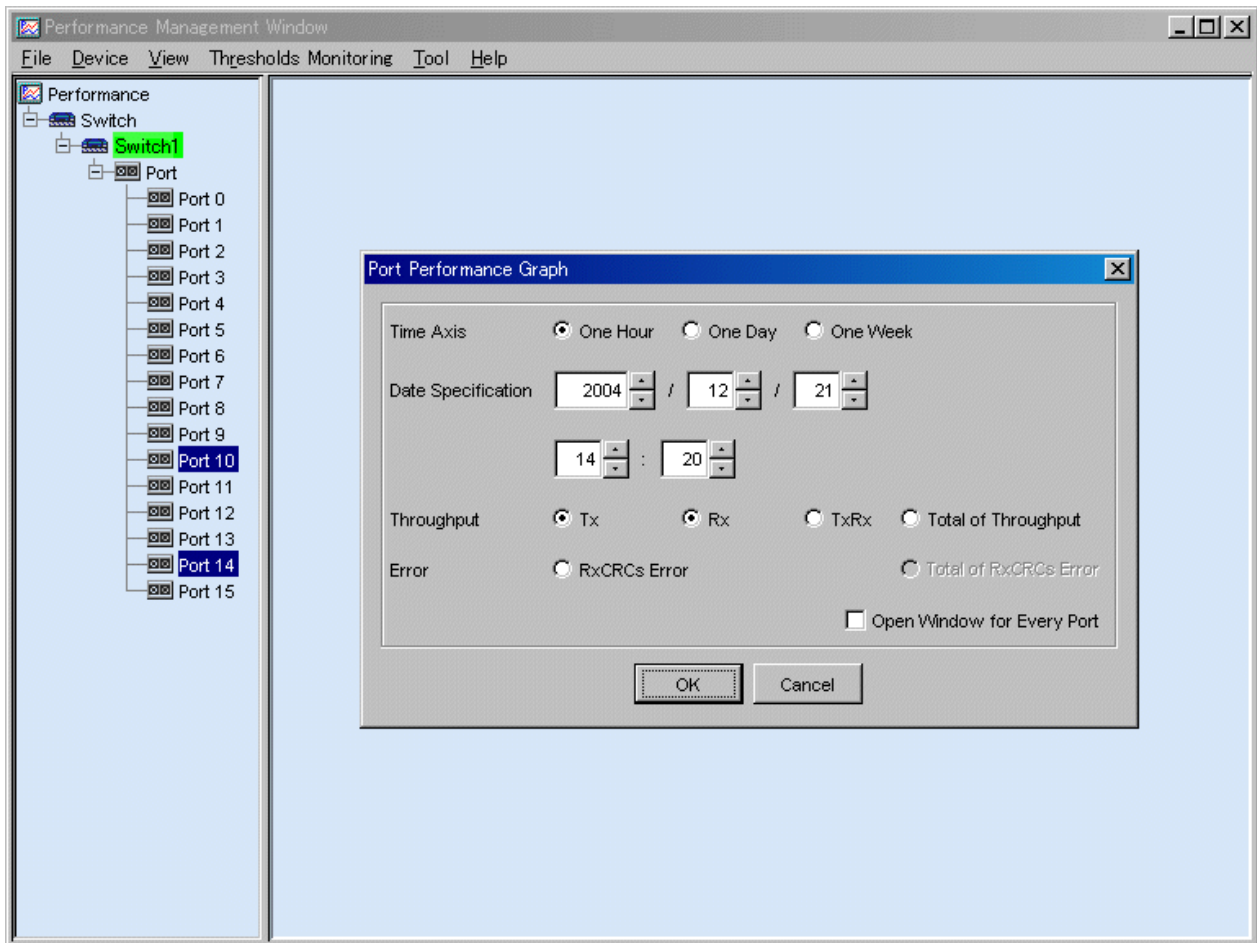 Performance Management Window
File Device View Thresholds Monitoring Tool Help
Performance
Switch
Switch1
Port
Port 0
Port 1
Port 2
Port 3
Port 4
Port 5
Port 6
Port 7
Port 8
Port 9
Port 10
Port 11
Port 12
Port 13
Port 14
Port 15
Port Performance Graph
Time Axis One Hour One Day One Week
Date Specification 2004 / 12 / 21
14 : 20
Throughput Tx Rx TxRx Total of Throughput
Error RxCRCs Error Total of RxCRCs Error
Open Window for Every Port
OK Cancel